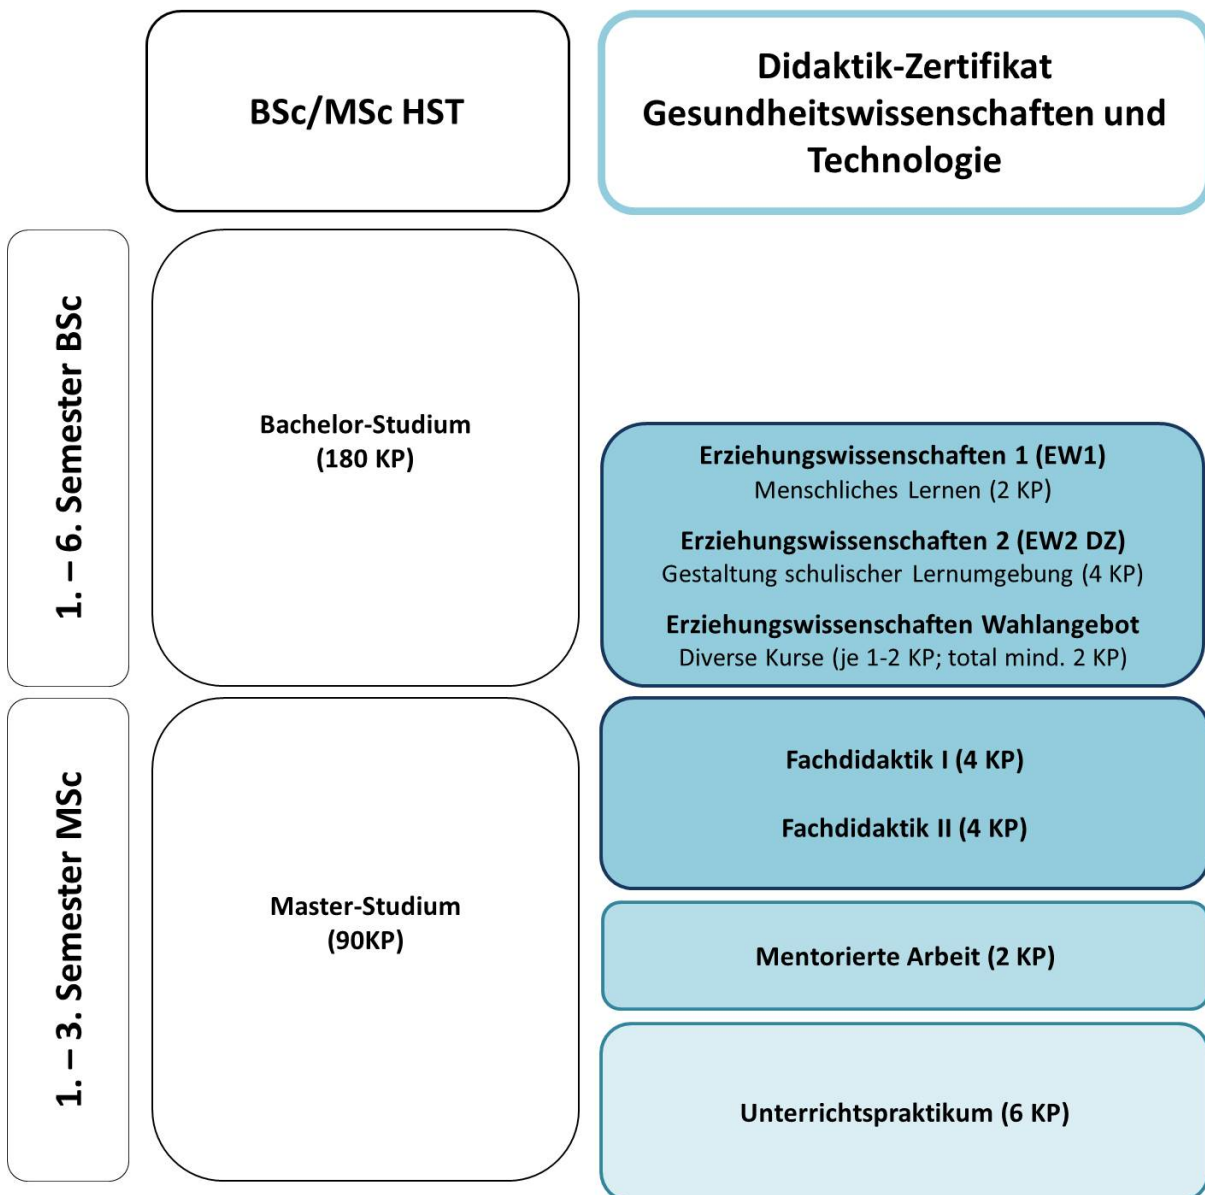 BSc/MSc HST
Didaktik-Zertifikat
Gesundheitswissenschaften und
Technologie
1. – 6. Semester BSc
Bachelor-Studium
(180 KP)
Erziehungswissenschaften 1 (EW1)
Menschliches Lernen (2 KP)
Erziehungswissenschaften 2 (EW2 DZ)
Gestaltung schulischer Lernumgebung (4 KP)
Erziehungswissenschaften Wahlangebot
Diverse Kurse (je 1-2 KP; total mind. 2 KP)
1. – 3. Semester MSc
Master-Studium
(90KP)
Fachdidaktik I (4 KP)
Fachdidaktik II (4 KP)
Mentorierte Arbeit (2 KP)
Unterrichtspraktikum (6 KP)